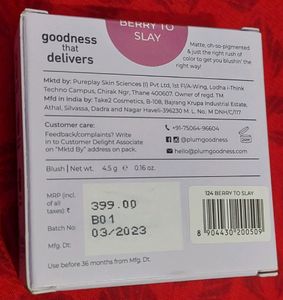 BERRY TO
SLAY
goodness
that
delivers
Matte, oh-so-pigmented
& just the right rush of
color to get you blushin' the
right way!
Mktd by: Pureplay Skin Sciences (I) Pvt Ltd, 1st Fl/A-Wing, Lodha i-Think
Techno Campus, Chirak Ngr, Thane 400607. Owner of regd. TM.
Mfd in India by: Take2 Cosmetics, B-108, Bajrang Krupa Industrial Estate,
Athal, Silvassa, Dadra and Nagar Haveli-396230 M. L. No., M DNH/C/117
Customer care:
Feedback/complaints? Write
in to Customer Delight Associate
on "Mktd By" address on pack.
+91-75064-96604
@plumgoodness
@plumgoodness.com
Blush | Net wt.
4.5 g
0.16 oz.
MRP (incl.
of all
taxes) ₹
399.00
Batch No:
B01
Mfg. Dt:
03/2023
Use before 36 months from Mfg. Dt.
124 BERRY TO SLAY
8 904430 200509